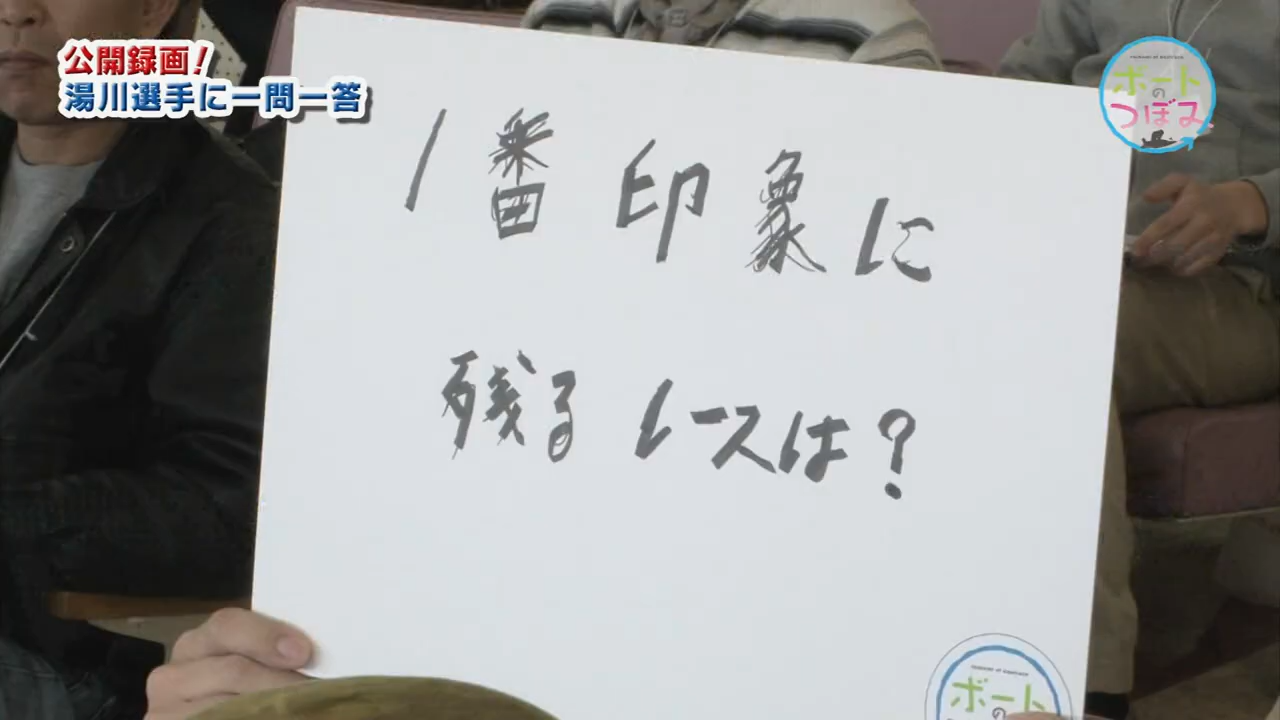 公開録画!
湯川選手に一問一答
ボート
の
つぼみ
1番印象に
残るレースは?
ボート
の